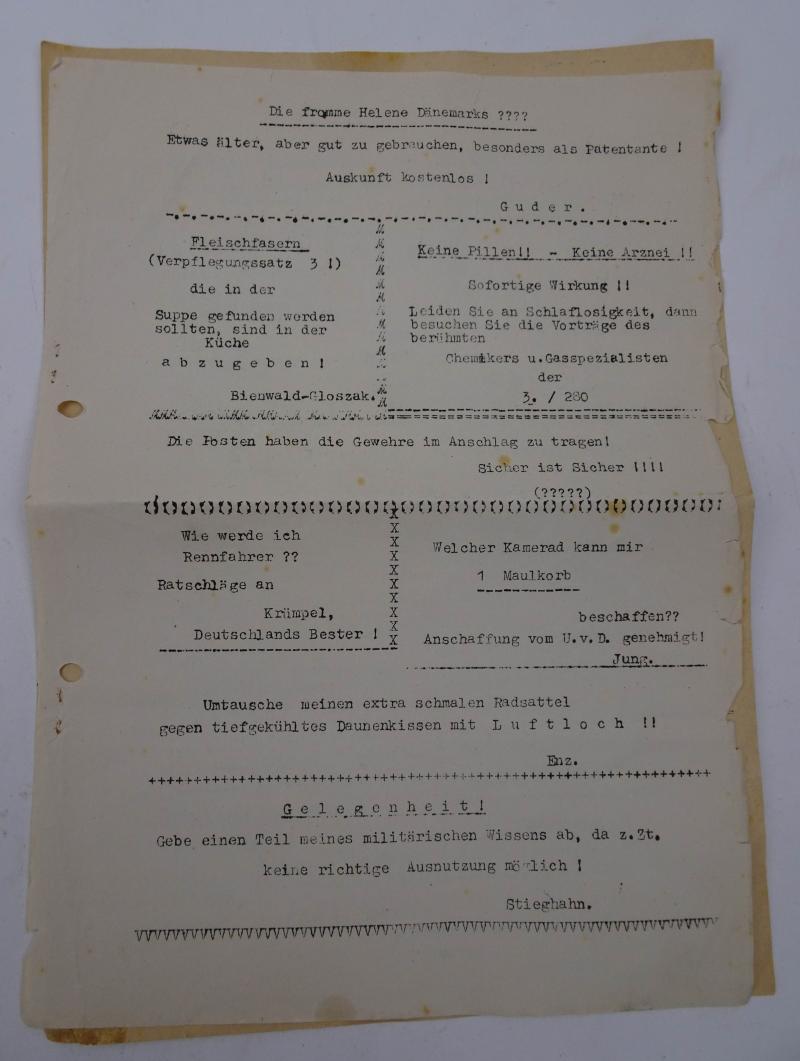 Die fromme Helene Dänemarks ????
Etwas älter, aber gut zu gebrauchen, besonders als Patentante !
Auskunft kostenlos !
G u d e r .
Fleischfasern
(Verpflegungssatz 3 !)
die in der
Suppe gefunden werden
sollten, sind in der
Küche
a b z u g e b e n !
Bienwald-Gloszak.
Keine Pillen!! - Keine Arznei !!
Sofortige Wirkung !!
Leiden Sie an Schlaflosigkeit, dann
besuchen Sie die Vorträge des
berühmten
Chemikers u.Gasspezialisten
der
3. / 280
Die Posten haben die Gewehre im Anschlag zu tragen!
Sicher ist Sicher !!!!
(?????)
Wie werde ich
Rennfahrer ??
Ratschläge an
Krümpel,
Deutschlands Bester !
Welcher Kamerad kann mir
1 Maulkorb
beschaffen??
Anschaffung vom U.v.D. genehmigt!
Jung.
Umtausche meinen extra schmalen Radsattel
gegen tiefgekühltes Daunenkissen mit L u f t l o c h !!
Enz.
G e l e g e n h e i t !
Gebe einen Teil meines militärischen Wissens ab, da z.Zt.
keine richtige Ausnutzung möglich !
Stieghahn.